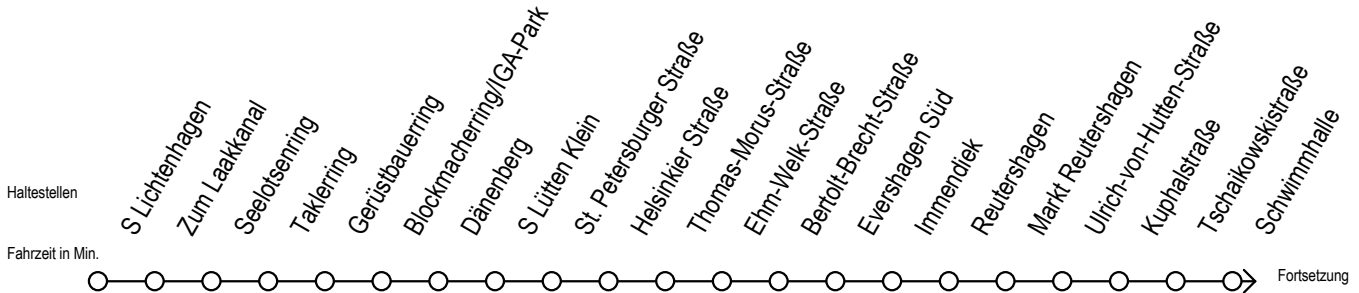 S Lichtenhagen
Zum Laakkanal
Seelotsenring
Taklerring
Gerüstbauerring
Blockmacherring/IGA-Park
Dänenberg
S Lütten Klein
St. Petersburger Straße
Helsinkier Straße
Thomas-Morus-Straße
Ehm-Welk-Straße
Bertolt-Brecht-Straße
Evershagen Süd
Immendiek
Reutershagen
Markt Reutershagen
Ulrich-von-Hutten-Straße
Kuphalstraße
Tschaikowskistraße
Schwimmhalle
Haltestellen
Fahrzeit in Min.
Fortsetzung